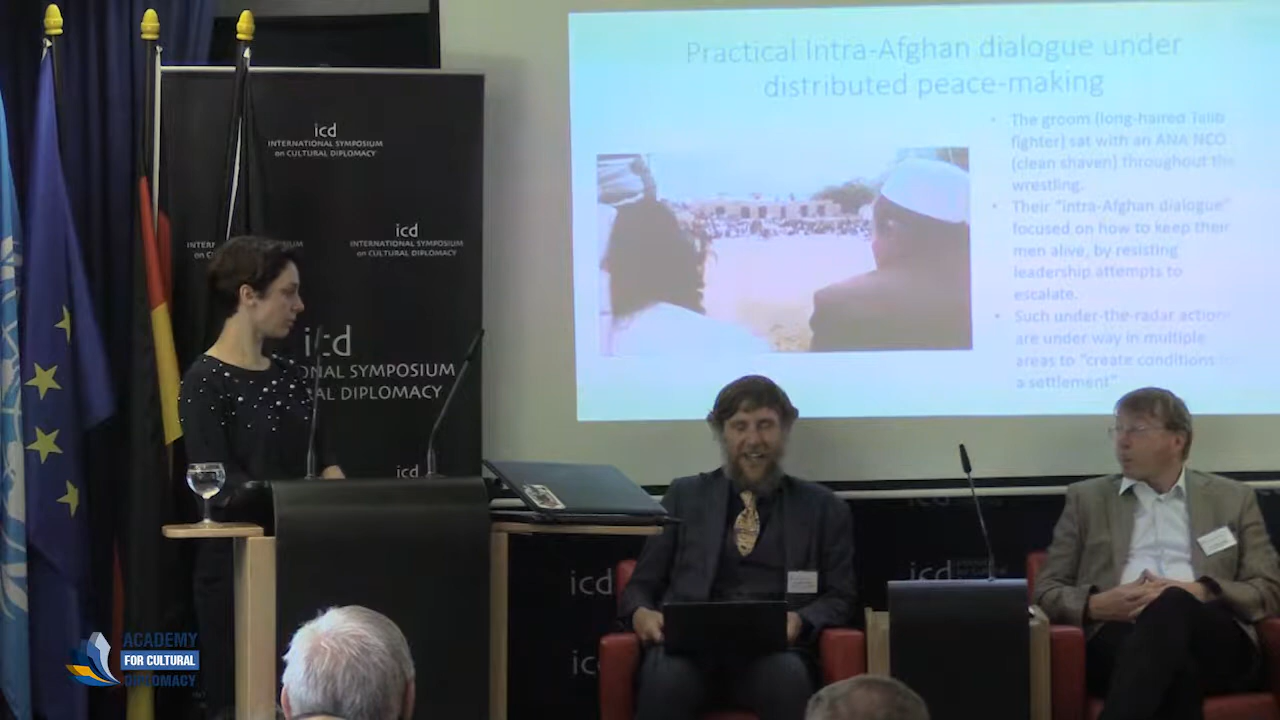 Practical Intra-Afghan dialogue under
distributed peace-making
• The groom (long-haired Talib
fighter) sat with an ANA NCO
(clean shaven) throughout the
wrestling.
• Their "intra-Afghan dialogue"
focused on how to keep their
men alive, by resisting
leadership attempts to
escalate.
• Such under-the-radar actions
are under way in multiple
areas to "create conditions
a settlement"
icd
INTERNATIONAL SYMPOSIUM
on CULTURAL DIPLOMACY
icd
INTERNATIONAL SYMPOSIUM
on CULTURAL DIPLOMACY
icd
ONAL SYMPOSIUM
AL DIPLOMACY
icd
icd
icd
ACADEMY
FOR CULTURAL
DIPLOMACY